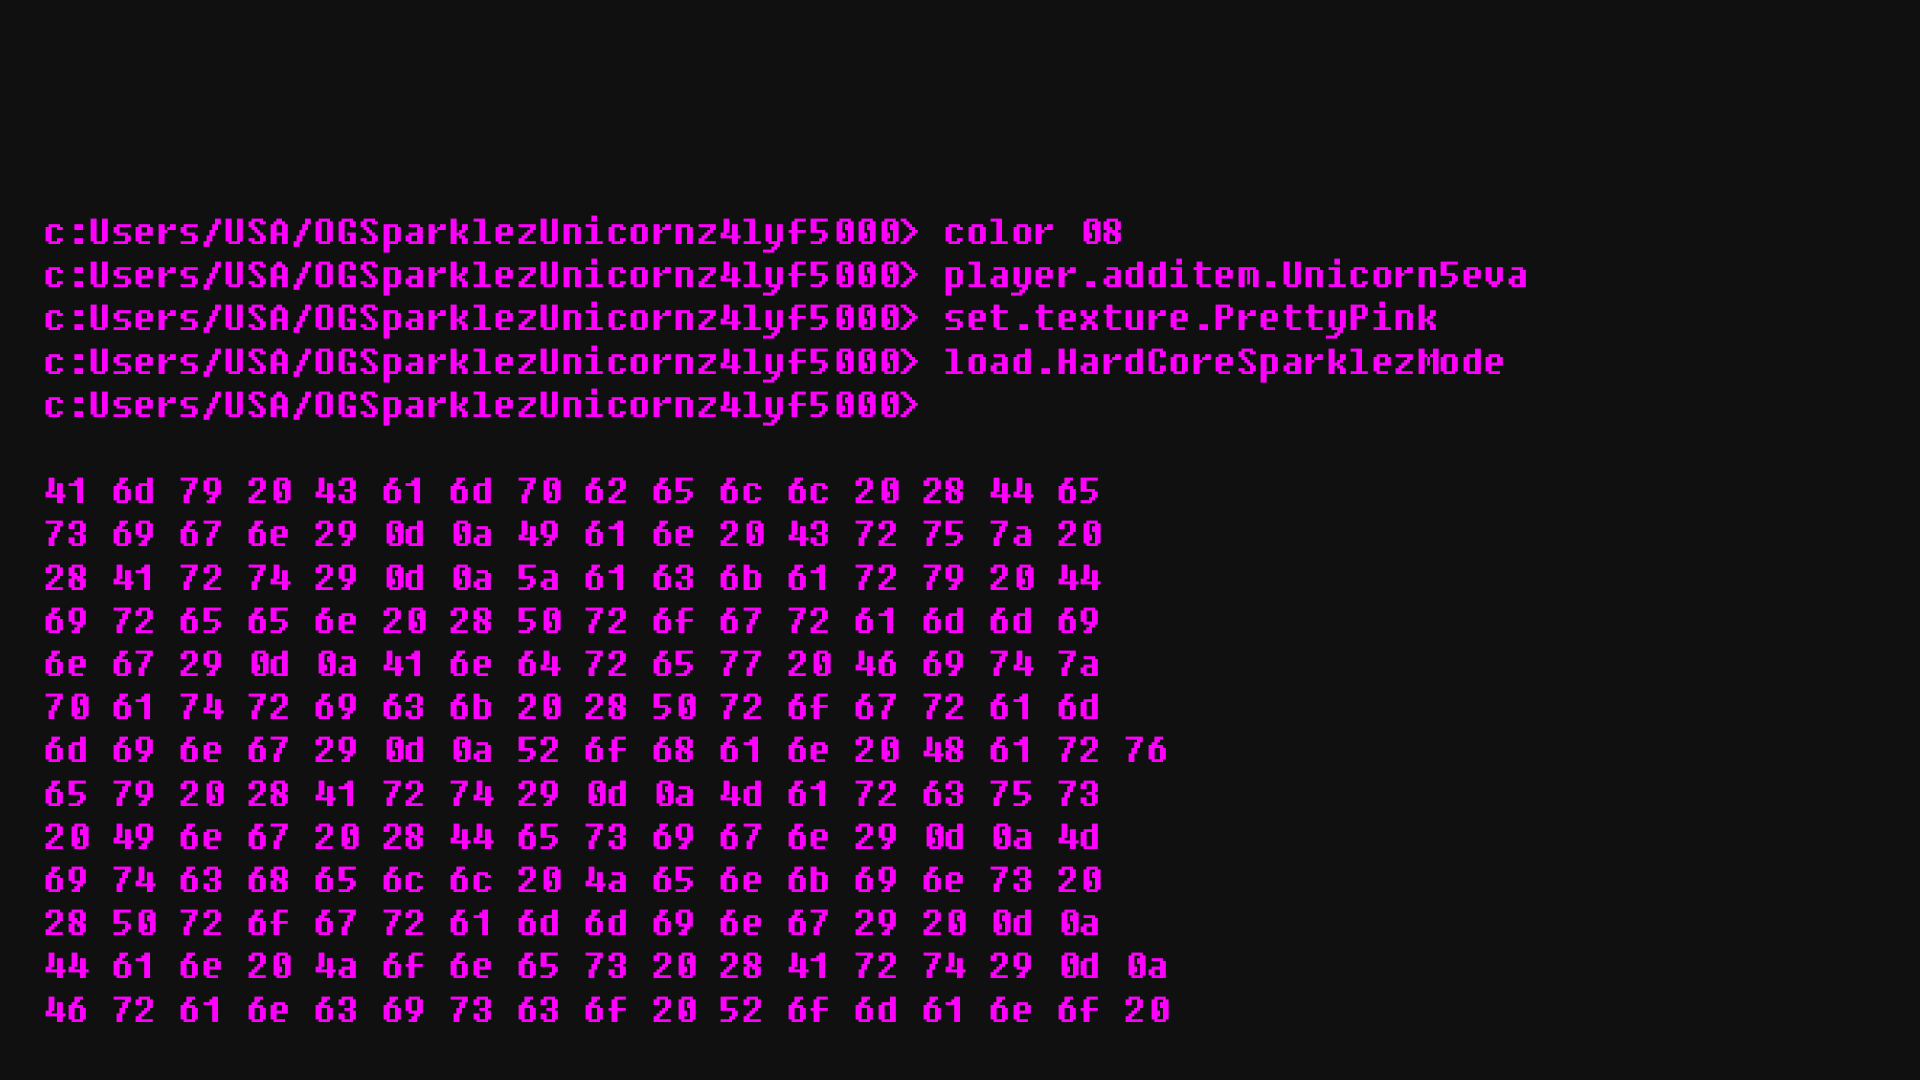 c:Users/USA/OGSparklezUnicornz4lyf5000> color 08
c:Users/USA/OGSparklezUnicornz4lyf5000> player.additem.Unicorn5eva
c:Users/USA/OGSparklezUnicornz4lyf5000> set.texture.PrettyPink
c:Users/USA/OGSparklezUnicornz4lyf5000> load.HardCoreSparklezMode
c:Users/USA/OGSparklezUnicornz4lyf5000>
41 6d 79 20 43 61 6d 70 62 65 6c 6c 20 28 44 65
73 69 67 6e 29 0d 0a 49 61 6e 20 43 72 75 7a 20
28 41 72 74 29 0d 0a 5a 61 63 6b 61 72 79 20 44
69 72 65 65 6e 20 28 50 72 6f 67 72 61 6d 6d 69
6e 67 29 0d 0a 41 6e 64 72 65 77 20 46 69 74 7a
70 61 74 72 69 63 6b 20 28 50 72 6f 67 72 61 6d
6d 69 6e 67 29 0d 0a 52 6f 68 61 6e 20 48 61 72 76
65 79 20 28 41 72 74 29 0d 0a 4d 61 72 63 75 73
20 49 6e 67 20 28 44 65 73 69 67 6e 29 0d 0a 4d
69 74 63 68 65 6c 6c 20 4a 65 6e 6b 69 6e 73 20
28 50 72 6f 67 72 61 6d 6d 69 6e 67 29 20 0d 0a
44 61 6e 20 4a 6f 6e 65 73 20 28 41 72 74 29 0d 0a
46 72 61 6e 63 69 73 63 6f 20 52 6f 6d 61 6e 6f 20